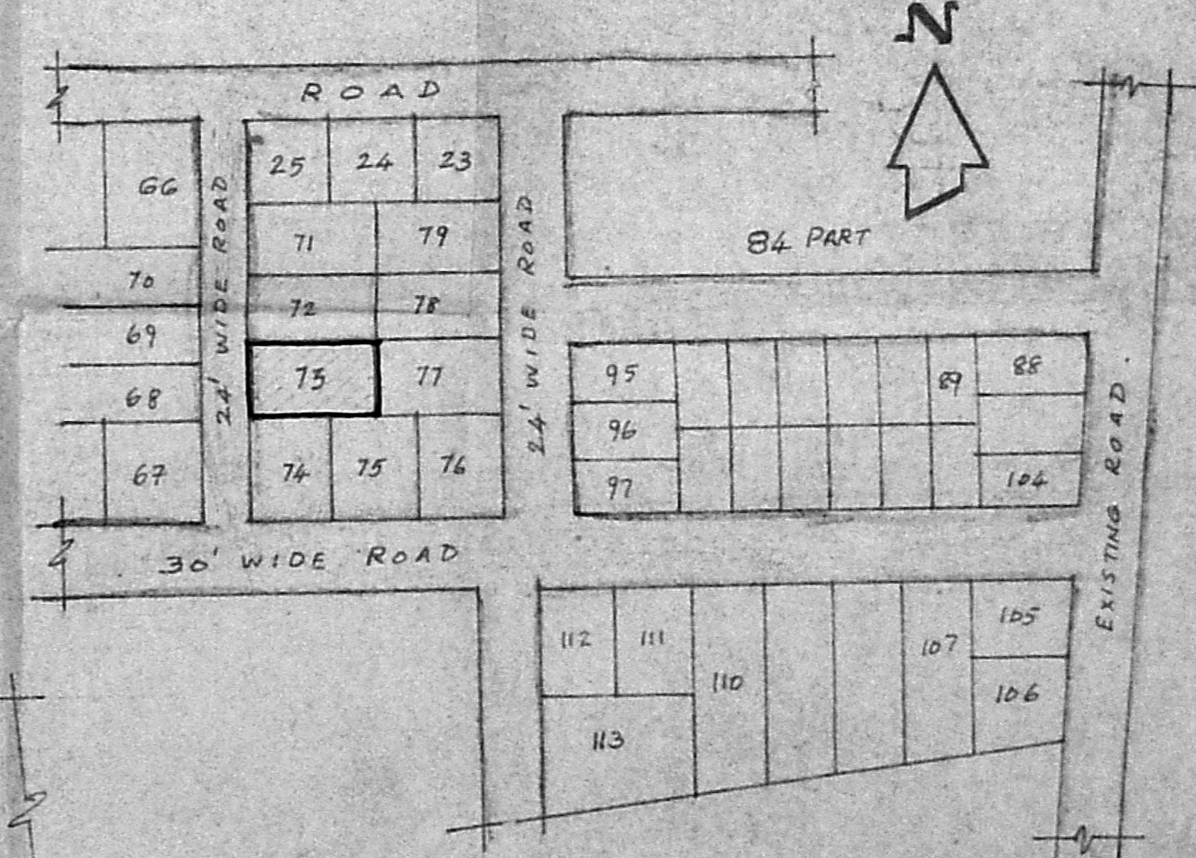 N
ROAD
66
25 24 23
71 79
84 PART
70
72 78
69
73 77
68
67
74 75 76
24' WIDE ROAD
24' WIDE ROAD
95
96
97
89
88
104
EXISTING ROAD
30' WIDE ROAD
112 111
110
107
105
106
113